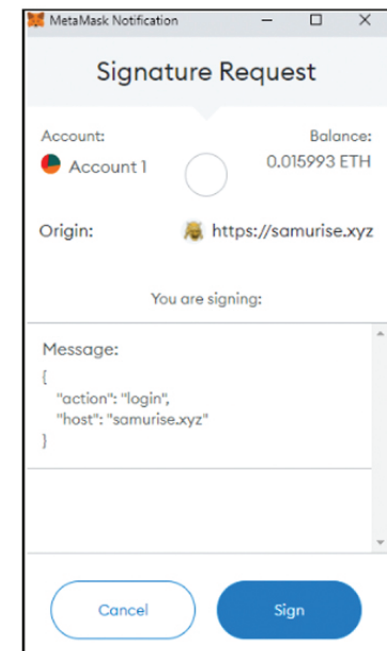 MetaMask Notification
Signature Request
Account:
Balance:
Account 1
0.015993 ETH
Origin:
https://samurise.xyz
You are signing:
Message:
{
"action": "login",
"host": "samurise.xyz"
}
Cancel
Sign